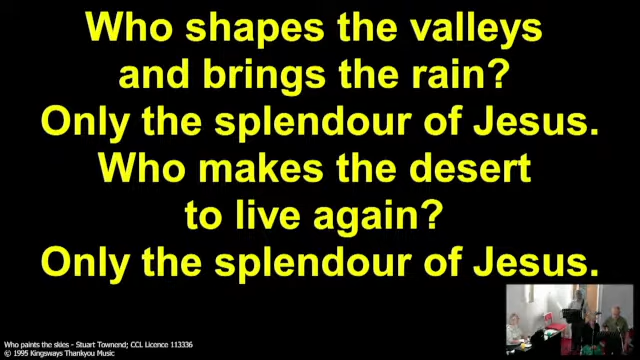 Who shapes the valleys
and brings the rain?
Only the splendour of Jesus.
Who makes the desert
to live again?
Only the splendour of Jesus.
Who paints the skies - Stuart Townend; CCL Licence 113336
© 1995 Kingsways Thankyou Music